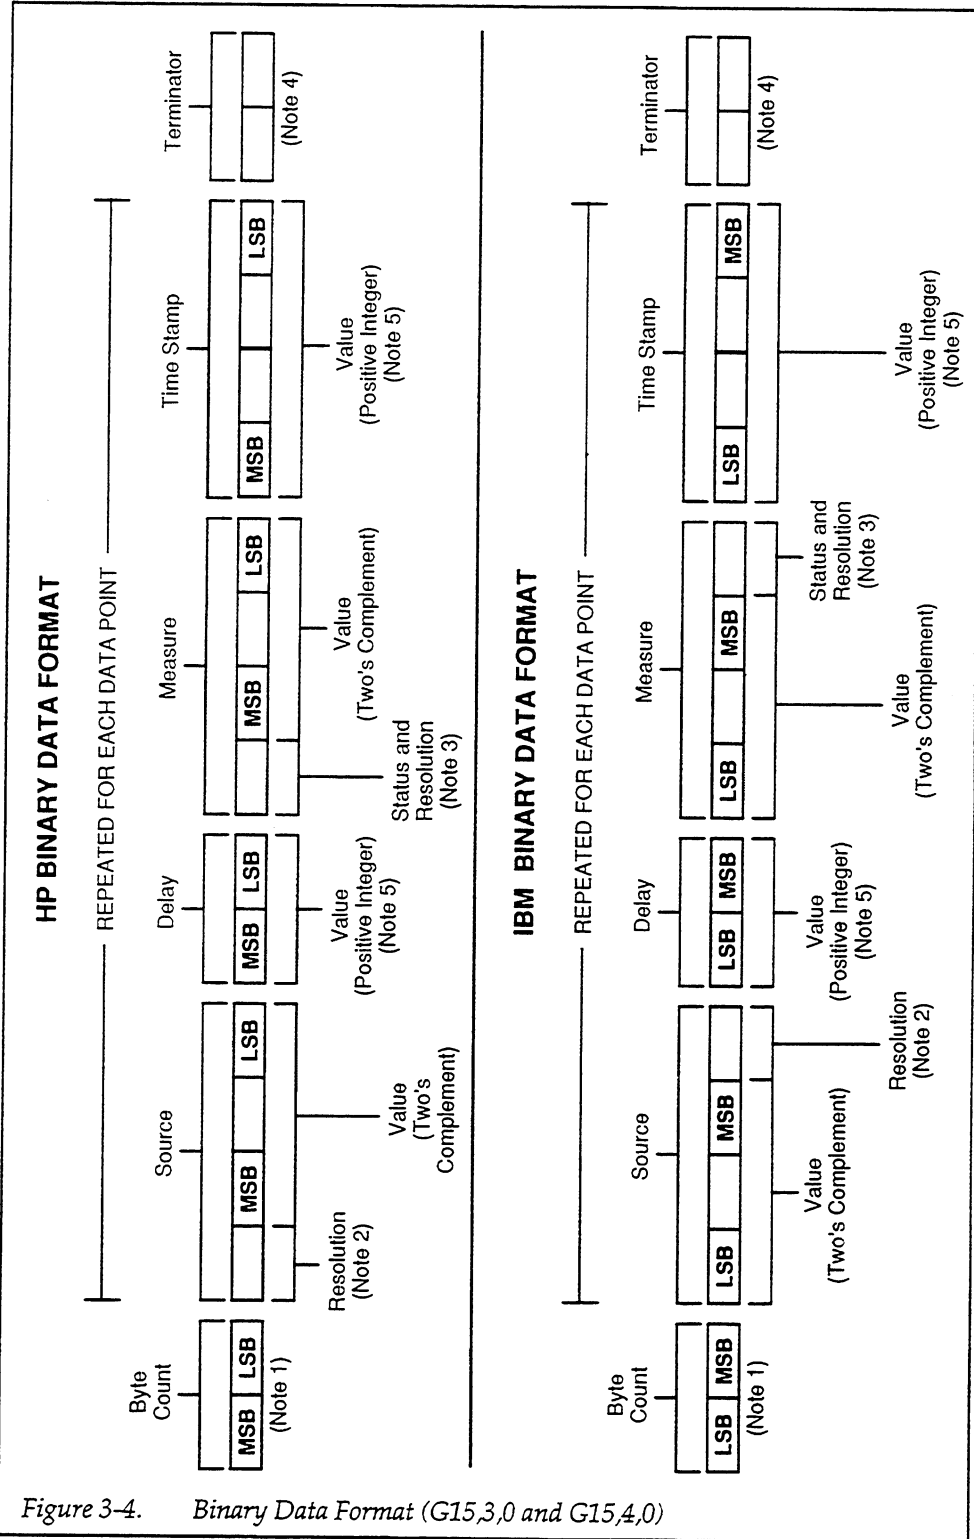 HP BINARY DATA FORMAT
REPEATED FOR EACH DATA POINT
Byte
Count
Source
Delay
Measure
Time Stamp
Terminator
MSB LSB
MSB LSB
MSB LSB
MSB LSB
MSB LSB
(Note 1)
Resolution
(Note 2)
Value
(Two's
Complement)
Value
(Positive Integer)
(Note 5)
Status and
Resolution
(Note 3)
Value
(Two's Complement)
Value
(Positive Integer)
(Note 5)
(Note 4)
IBM BINARY DATA FORMAT
REPEATED FOR EACH DATA POINT
Byte
Count
Source
Delay
Measure
Time Stamp
Terminator
LSB MSB
LSB MSB
LSB MSB
LSB MSB
LSB MSB
(Note 1)
Value
(Two's Complement)
Resolution
(Note 2)
Value
(Positive Integer)
(Note 5)
Value
(Two's Complement)
Status and
Resolution
(Note 3)
Value
(Positive Integer)
(Note 5)
(Note 4)
Figure 3-4. Binary Data Format (G15,3,0 and G15,4,0)